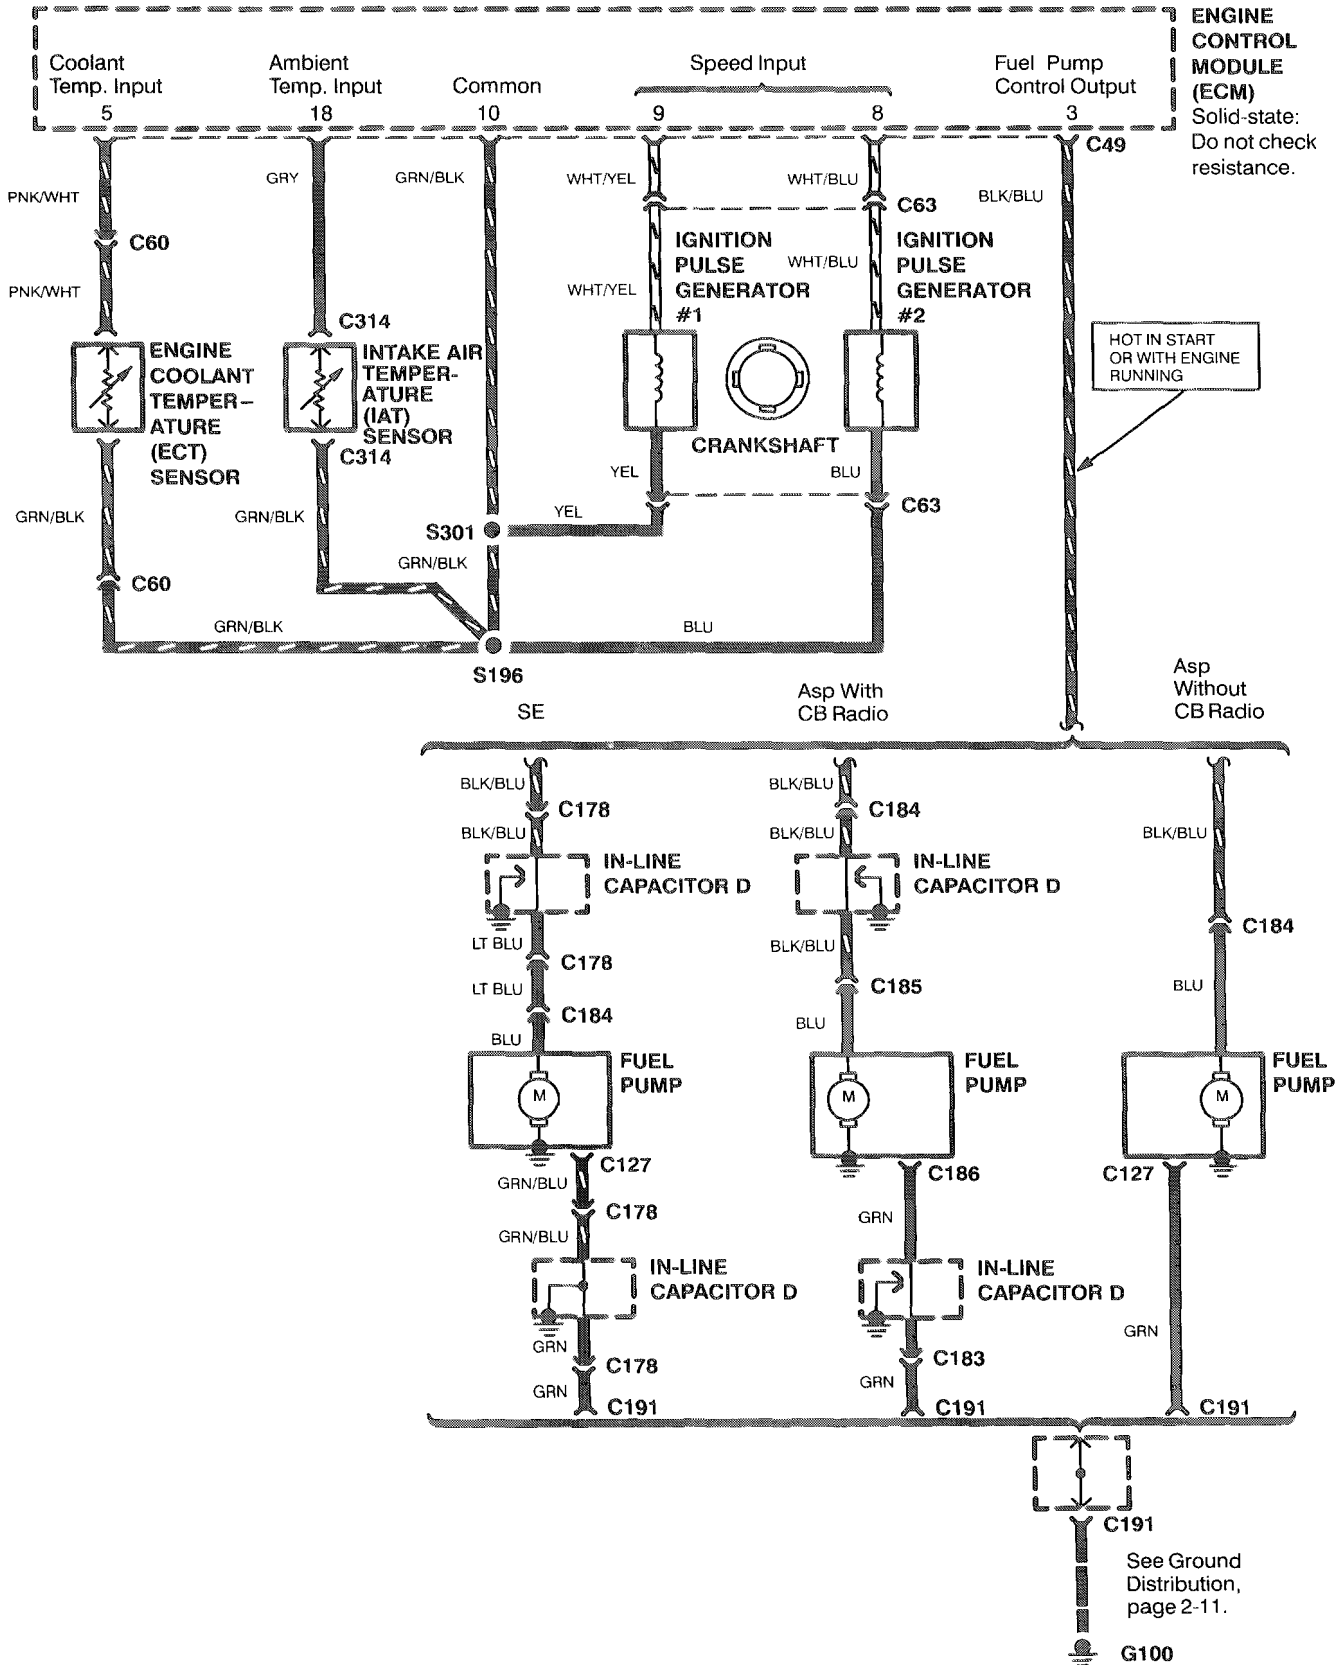 ENGINE
CONTROL
MODULE
(ECM)
Solid-state:
Do not check
resistance.
Coolant
Temp. Input
5
Ambient
Temp. Input
18
Common
10
Speed Input
9
8
Fuel Pump
Control Output
3
C49
PNK/WHT
GRY
GRN/BLK
WHT/YEL
WHT/BLU
BLK/BLU
C60
C63
PNK/WHT
WHT/YEL
IGNITION
PULSE
GENERATOR
#1
WHT/BLU
IGNITION
PULSE
GENERATOR
#2
C314
ENGINE
COOLANT
TEMPER–
ATURE
(ECT)
SENSOR
INTAKE AIR
TEMPER-
ATURE
(IAT)
SENSOR
C314
CRANKSHAFT
HOT IN START
OR WITH ENGINE
RUNNING
YEL
BLU
C63
GRN/BLK
GRN/BLK
S301
YEL
GRN/BLK
C60
GRN/BLK
BLU
S196
SE
Asp With
CB Radio
Asp
Without
CB Radio
BLK/BLU
C178
BLK/BLU
IN-LINE
CAPACITOR D
LT BLU
C178
LT BLU
C184
BLU
FUEL
PUMP
M
C127
GRN/BLU
C178
GRN/BLU
IN-LINE
CAPACITOR D
GRN
C178
GRN
C191
BLK/BLU
C184
BLK/BLU
IN-LINE
CAPACITOR D
BLK/BLU
C185
BLU
FUEL
PUMP
M
C186
GRN
IN-LINE
CAPACITOR D
C183
GRN
C191
BLK/BLU
C184
BLU
FUEL
PUMP
M
C127
GRN
C191
C191
See Ground
Distribution,
page 2-11.
G100